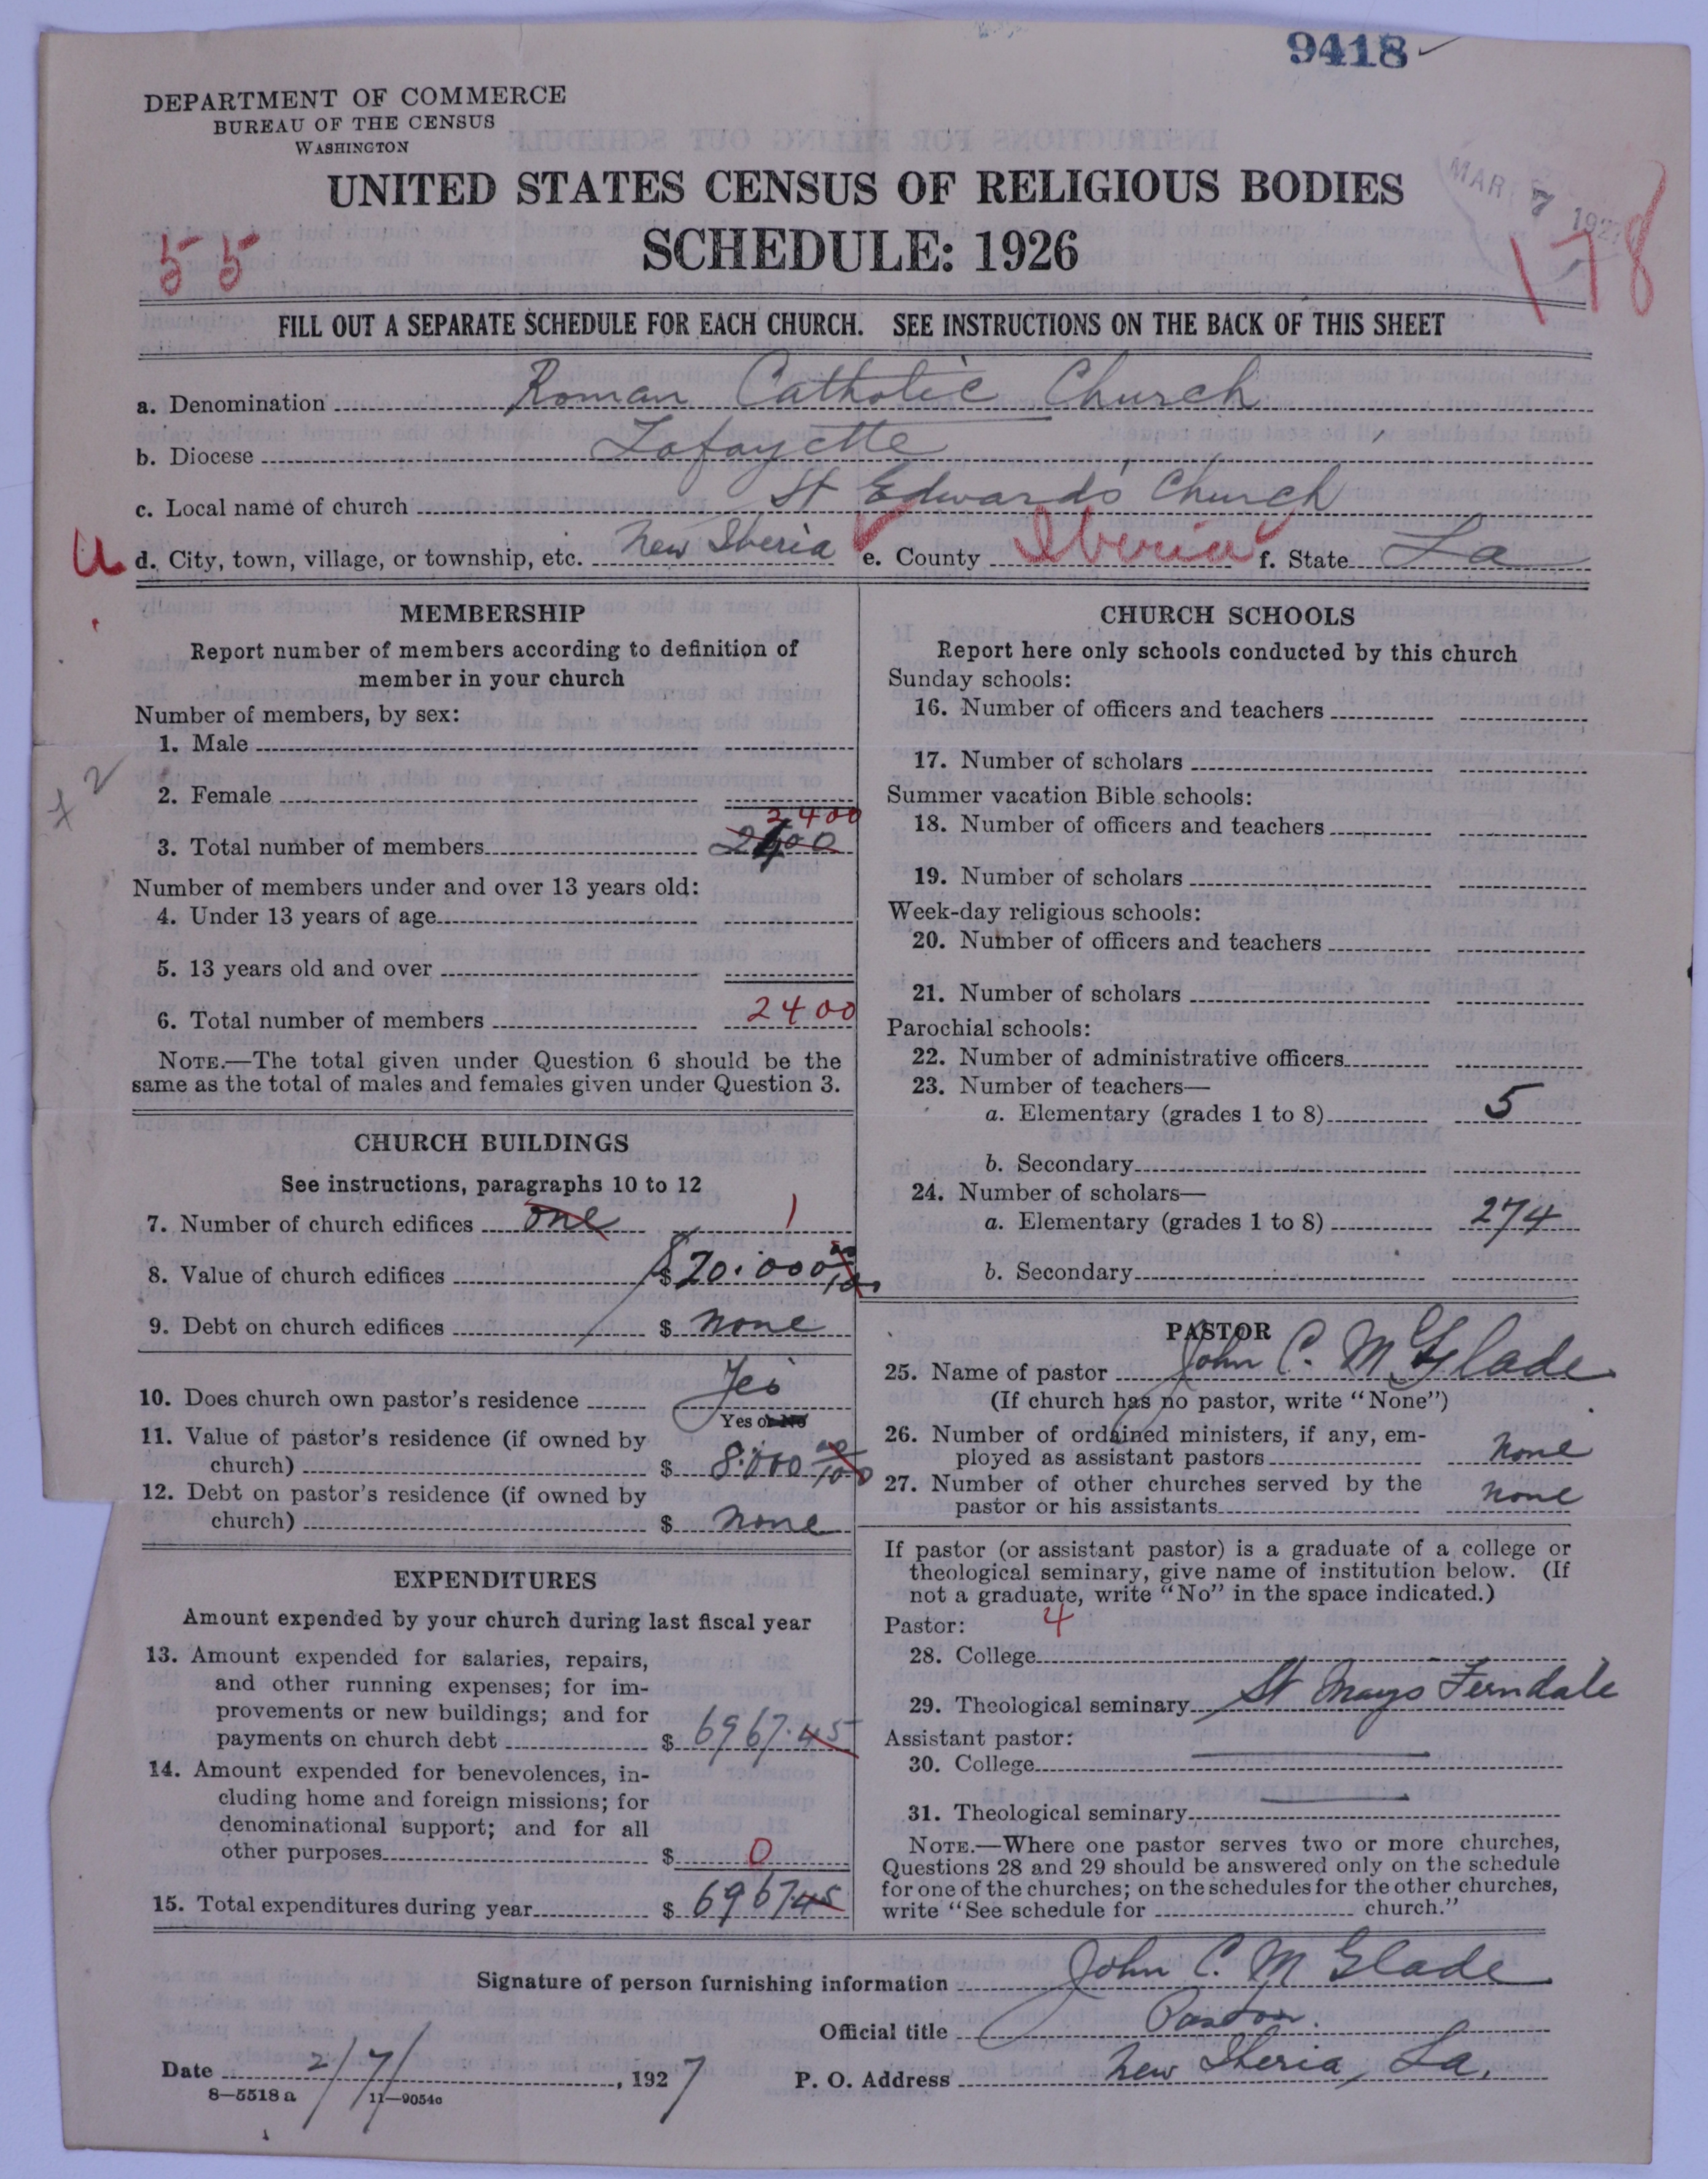 9418
DEPARTMENT OF COMMERCE
BUREAU OF THE CENSUS
WASHINGTON
UNITED STATES CENSUS OF RELIGIOUS BODIES
SCHEDULE: 1926
MAR 7 1927
55
178
FILL OUT A SEPARATE SCHEDULE FOR EACH CHURCH. SEE INSTRUCTIONS ON THE BACK OF THIS SHEET
a. Denomination Roman Catholic Church
b. Diocese Lafayette
c. Local name of church St Edwards' Church
U d. City, town, village, or township, etc. New Iberia e. County Iberia f. State La
MEMBERSHIP
Report number of members according to definition of
member in your church
Number of members, by sex:
1. Male
2. Female
2400
3. Total number of members 2400
Number of members under and over 13 years old:
4. Under 13 years of age
5. 13 years old and over
6. Total number of members 2400
NOTE.—The total given under Question 6 should be the
same as the total of males and females given under Question 3.
CHURCH BUILDINGS
See instructions, paragraphs 10 to 12
7. Number of church edifices one 1
8. Value of church edifices $ 20.000 00/100
9. Debt on church edifices $ none
10. Does church own pastor's residence Yes
Yes or No
11. Value of pastor's residence (if owned by
church) $ 8.000 00/100
12. Debt on pastor's residence (if owned by
church) $ none
EXPENDITURES
Amount expended by your church during last fiscal year
13. Amount expended for salaries, repairs,
and other running expenses; for im-
provements or new buildings; and for
payments on church debt $ 6967.45
14. Amount expended for benevolences, in-
cluding home and foreign missions; for
denominational support; and for all
other purposes $ 0
15. Total expenditures during year $ 6967.45
CHURCH SCHOOLS
Report here only schools conducted by this church
Sunday schools:
16. Number of officers and teachers
17. Number of scholars
Summer vacation Bible schools:
18. Number of officers and teachers
19. Number of scholars
Week-day religious schools:
20. Number of officers and teachers
21. Number of scholars
Parochial schools:
22. Number of administrative officers
23. Number of teachers—
a. Elementary (grades 1 to 8) 5
b. Secondary
24. Number of scholars—
a. Elementary (grades 1 to 8) 274
b. Secondary
PASTOR
25. Name of pastor John C. McGlade
(If church has no pastor, write "None")
26. Number of ordained ministers, if any, em-
ployed as assistant pastors none
27. Number of other churches served by the
pastor or his assistants none
If pastor (or assistant pastor) is a graduate of a college or
theological seminary, give name of institution below. (If
not a graduate, write "No" in the space indicated.)
Pastor: 4
28. College
29. Theological seminary St Marys Ferndale
Assistant pastor:
30. College
31. Theological seminary
NOTE.—Where one pastor serves two or more churches,
Questions 28 and 29 should be answered only on the schedule
for one of the churches; on the schedules for the other churches,
write "See schedule for church."
Signature of person furnishing information John C. McGlade
Official title Pastor.
Date 2/7/, 1927 P. O. Address New Iberia, La.
8—5518 a 11—9054c